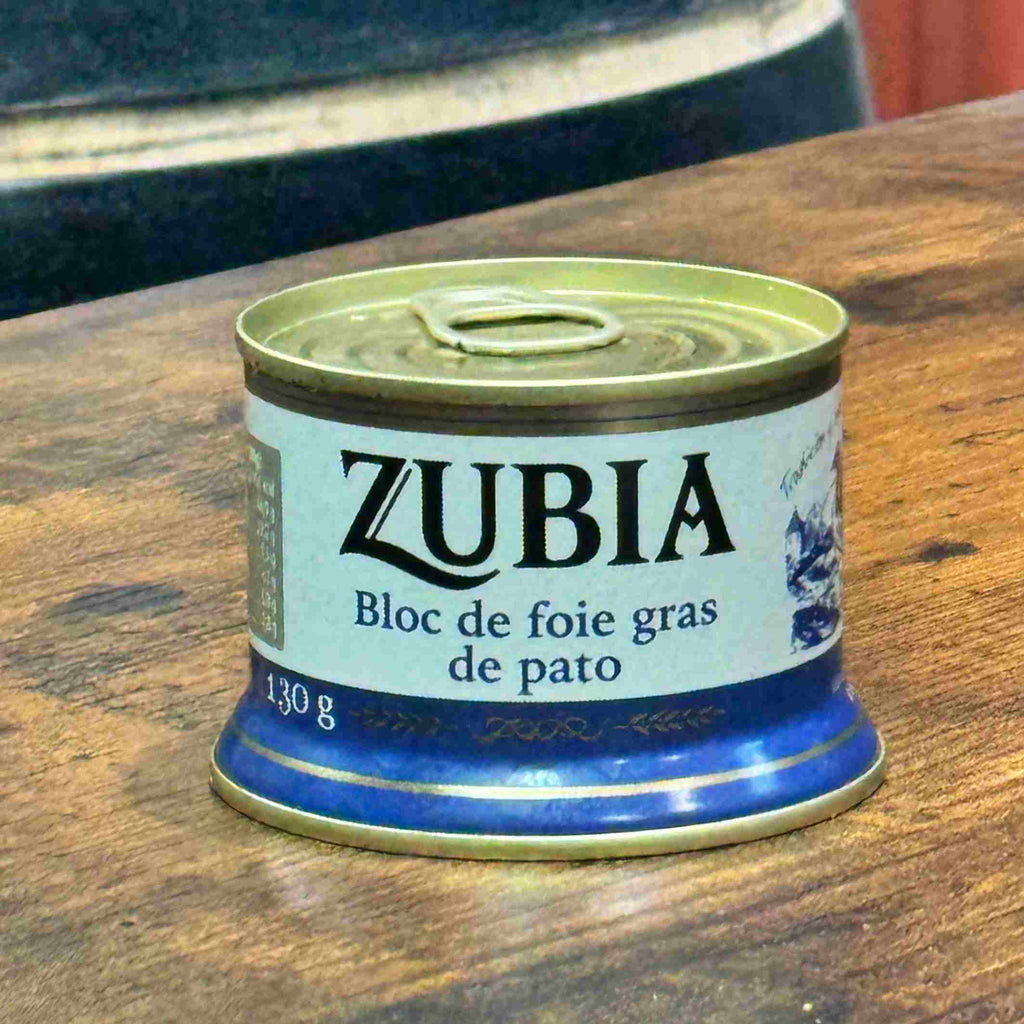 ZUBIA
Bloc de foie gras
de pato
130 g